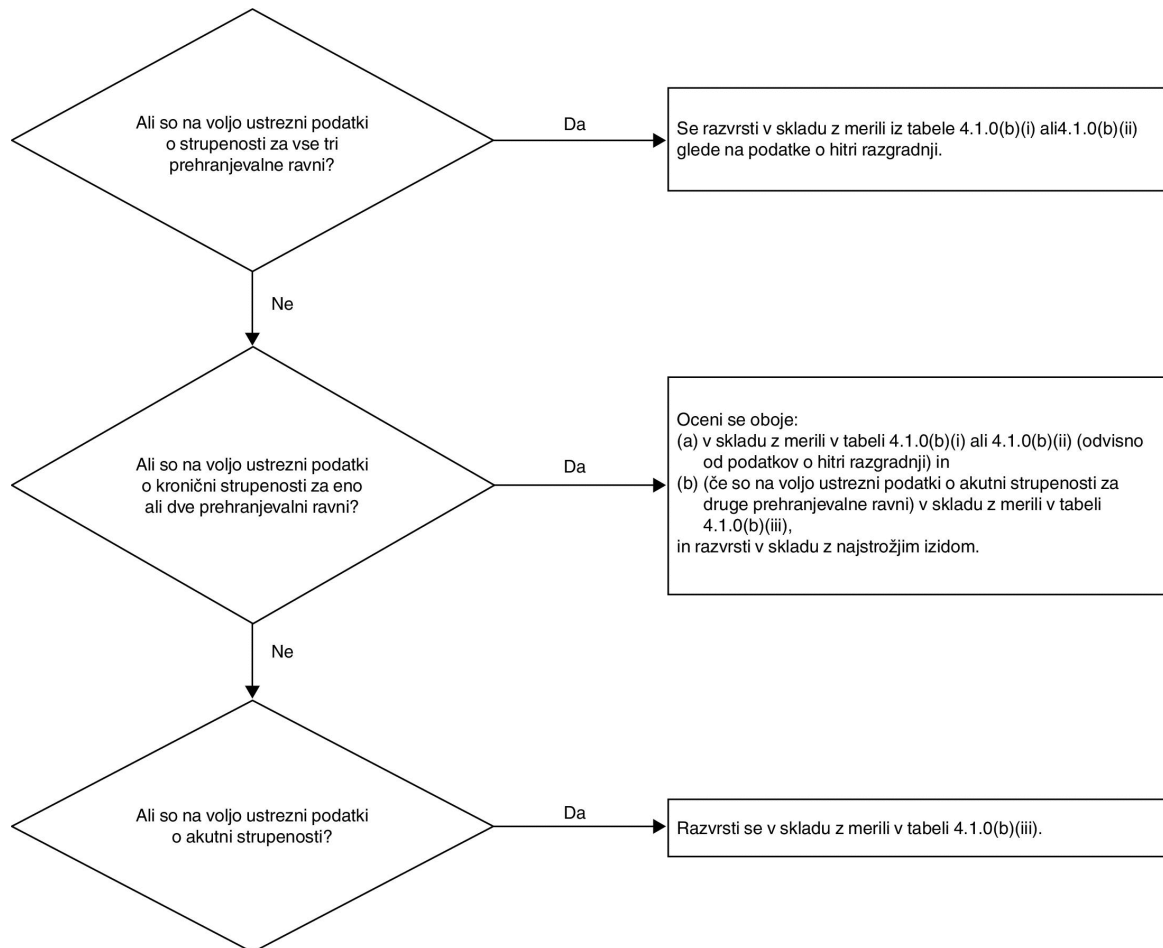 Ali so na voljo ustrezni podatki
o strupenosti za vse tri
prehranjevalne ravni?
Da
Se razvrsti v skladu z merili iz tabele 4.1.0(b)(i) ali4.1.0(b)(ii)
glede na podatke o hitri razgradnji.
Ne
Ali so na voljo ustrezni podatki
o kronični strupenosti za eno
ali dve prehranjevalni ravni?
Da
Oceni se oboje:
(a) v skladu z merili v tabeli 4.1.0(b)(i) ali 4.1.0(b)(ii) (odvisno
od podatkov o hitri razgradnji) in
(b) (če so na voljo ustrezni podatki o akutni strupenosti za
druge prehranjevalne ravni) v skladu z merili v tabeli
4.1.0(b)(iii),
in razvrsti v skladu z najstrožjim izidom.
Ne
Ali so na voljo ustrezni podatki
o akutni strupenosti?
Da
Razvrsti se v skladu z merili v tabeli 4.1.0(b)(iii).